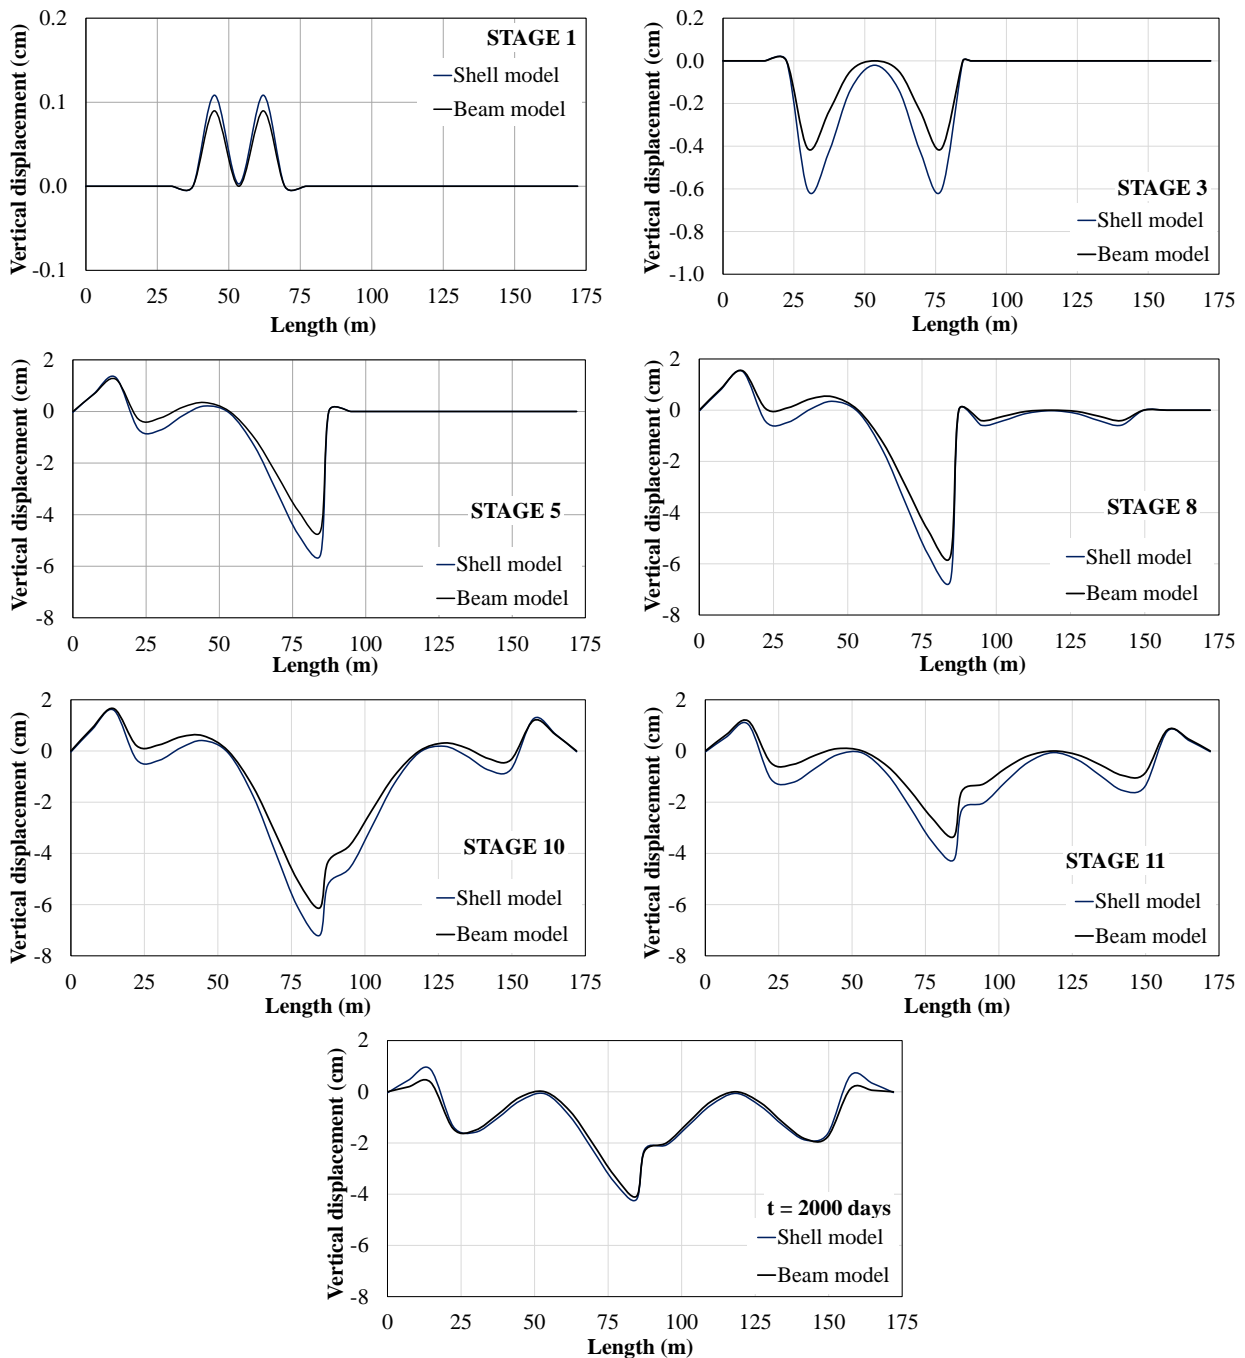 Vertical displacement (cm)
0.2
0.1
0.0
-0.1
STAGE 1
Shell model
Beam model
0 25 50 75 100 125 150 175
Length (m)
Vertical displacement (cm)
0.2
0.0
-0.2
-0.4
-0.6
-0.8
-1.0
STAGE 3
Shell model
Beam model
0 25 50 75 100 125 150 175
Length (m)
Vertical displacement (cm)
2
0
-2
-4
-6
-8
STAGE 5
Shell model
Beam model
0 25 50 75 100 125 150 175
Length (m)
Vertical displacement (cm)
2
0
-2
-4
-6
-8
STAGE 8
Shell model
Beam model
0 25 50 75 100 125 150 175
Length (m)
Vertical displacement (cm)
2
0
-2
-4
-6
-8
STAGE 10
Shell model
Beam model
0 25 50 75 100 125 150 175
Length (m)
Vertical displacement (cm)
2
0
-2
-4
-6
-8
STAGE 11
Shell model
Beam model
0 25 50 75 100 125 150 175
Length (m)
Vertical displacement (cm)
2
0
-2
-4
-6
-8
t = 2000 days
Shell model
Beam model
0 25 50 75 100 125 150 175
Length (m)